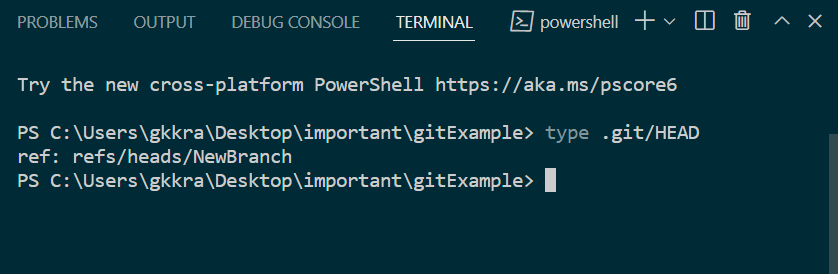 PROBLEMS OUTPUT DEBUG CONSOLE TERMINAL powershell
Try the new cross-platform PowerShell https://aka.ms/pscore6
PS C:\Users\gkkra\Desktop\important\gitExample> type .git/HEAD
ref: refs/heads/NewBranch
PS C:\Users\gkkra\Desktop\important\gitExample>